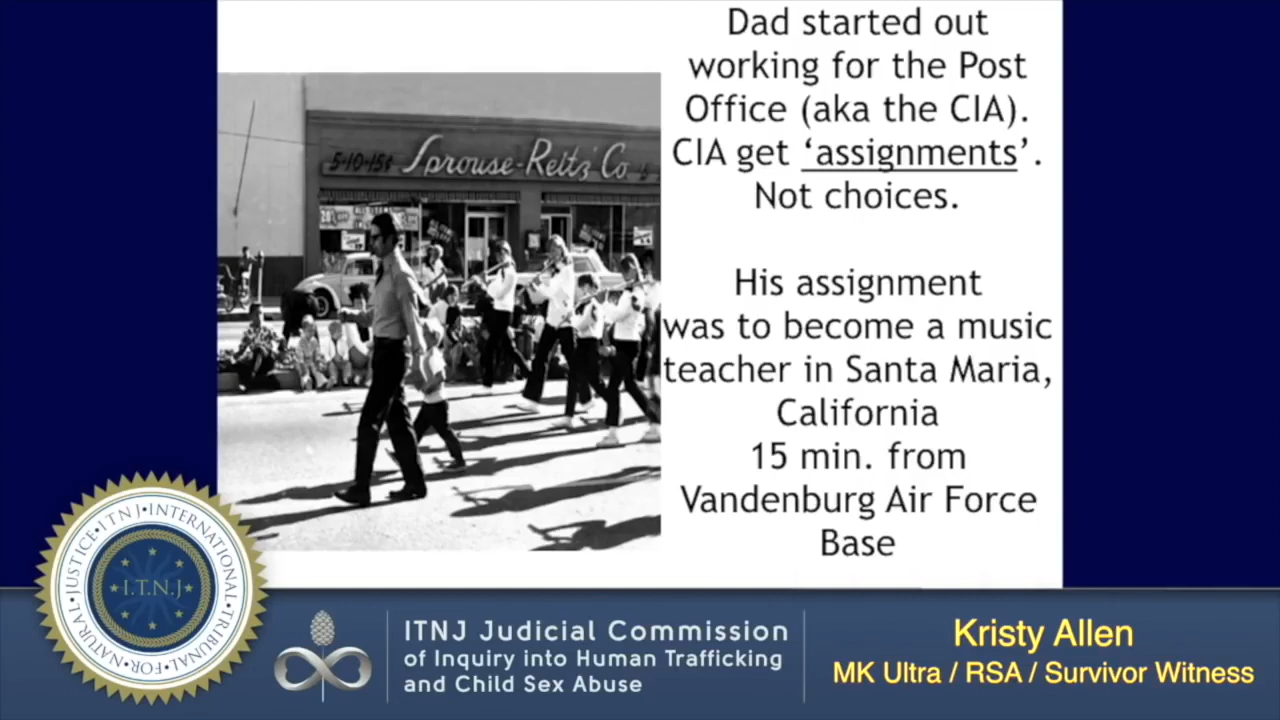 Dad started out
working for the Post
Office (aka the CIA).
CIA get ‘assignments’.
Not choices.
His assignment
was to become a music
teacher in Santa Maria,
California
15 min. from
Vandenburg Air Force
Base
5-10-15¢ Sprouse-Reitz Co
INTERNATIONAL•TRIBUNAL•FOR•NATURAL•JUSTICE•ITNJ•
★I.T.N.J★
ITNJ Judicial Commission
of Inquiry into Human Trafficking
and Child Sex Abuse
Kristy Allen
MK Ultra / RSA / Survivor Witness